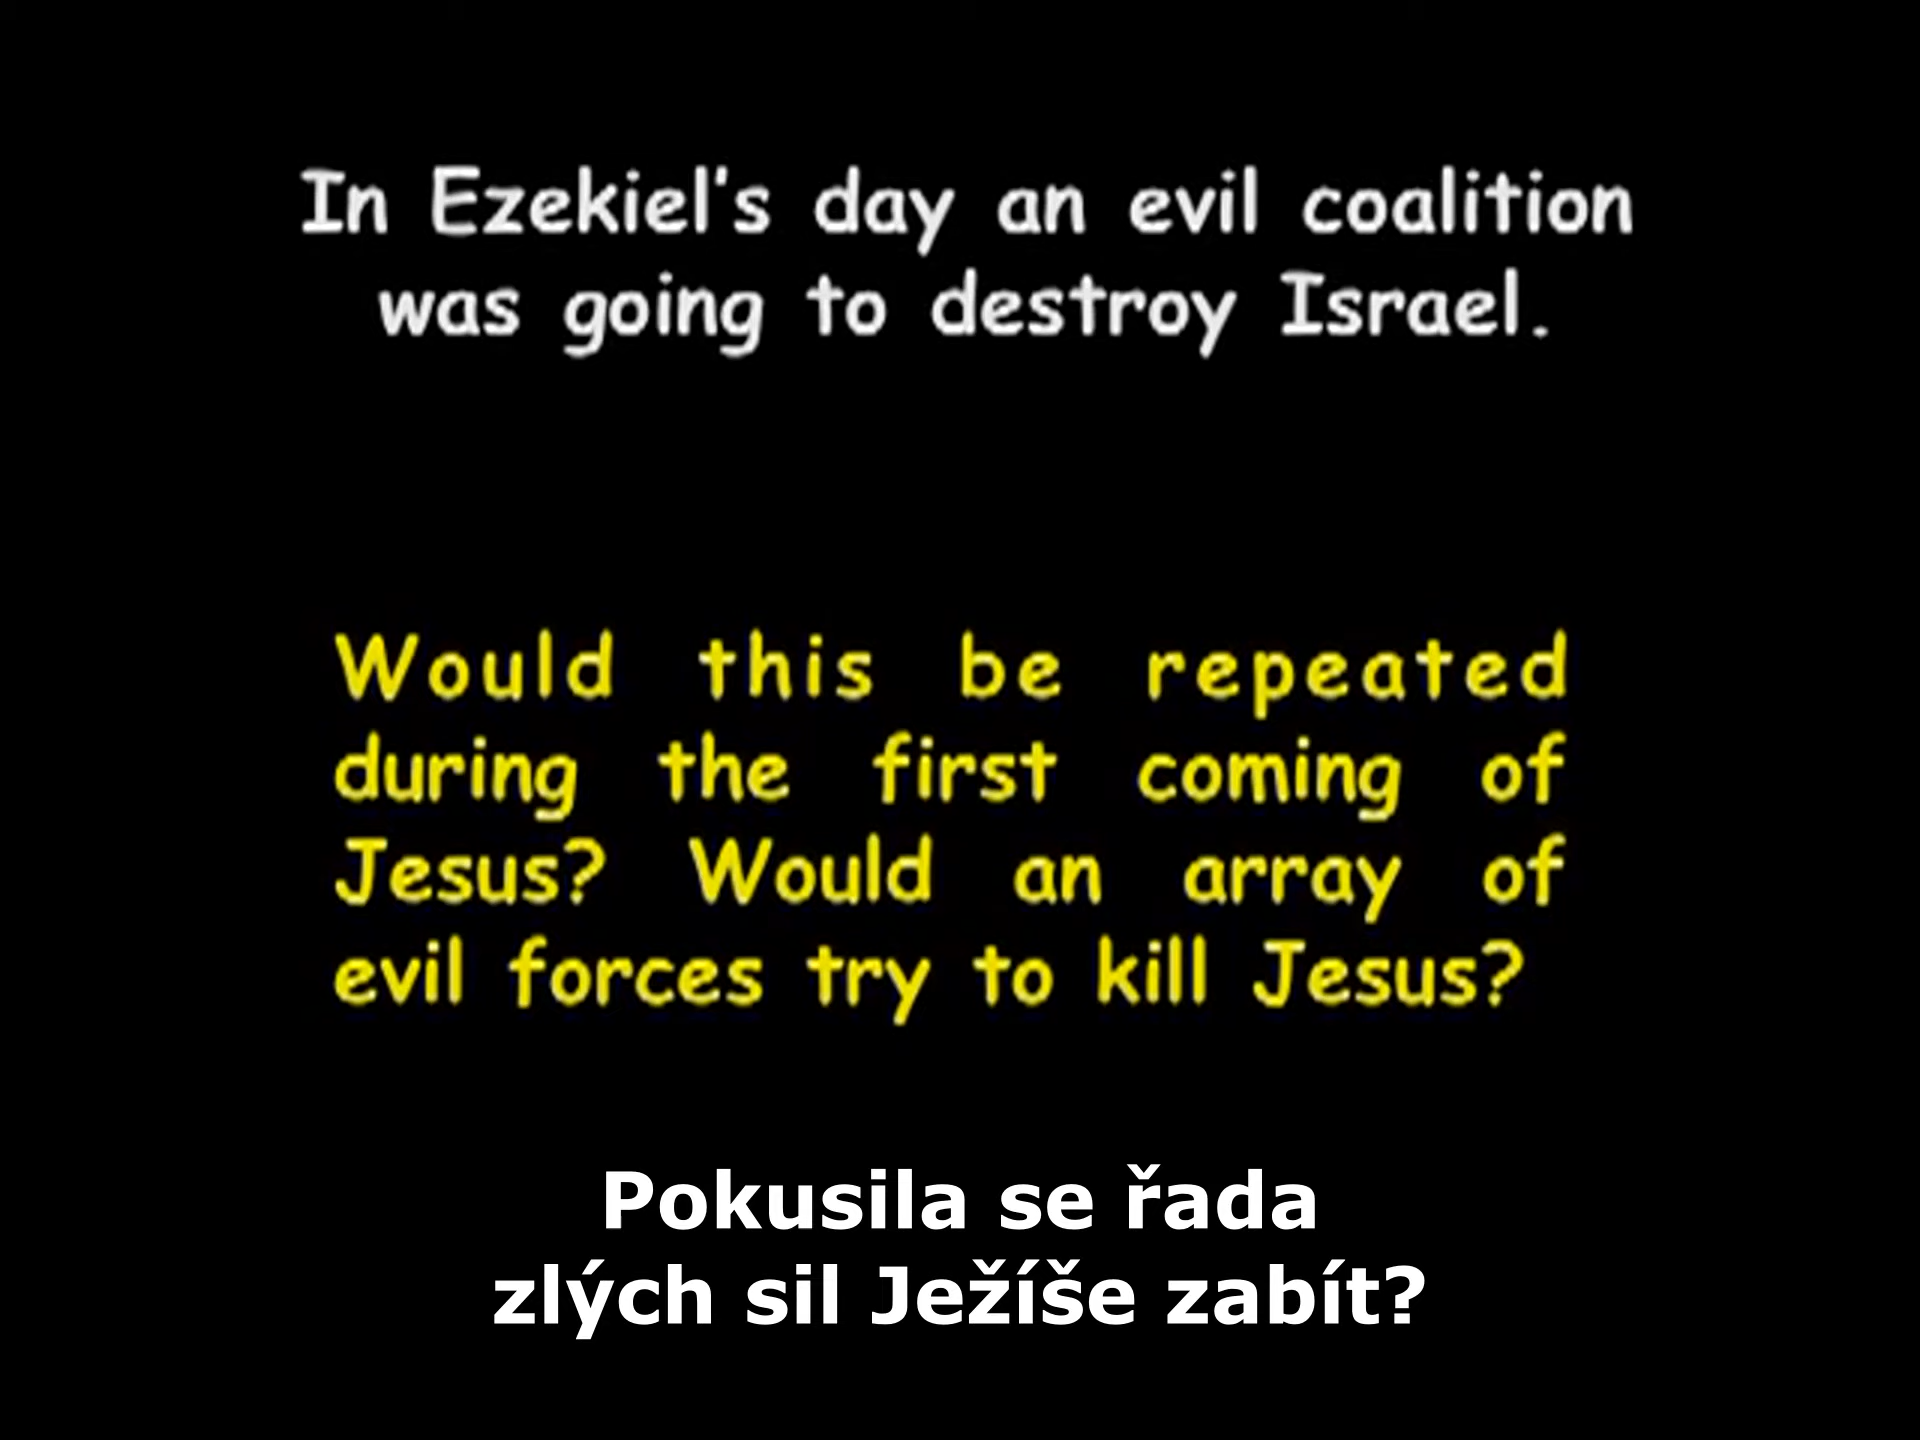 In Ezekiel's day an evil coalition
was going to destroy Israel.
Would this be repeated
during the first coming of
Jesus? Would an array of
evil forces try to kill Jesus?
Pokusila se řada
zlých sil Ježíše zabít?